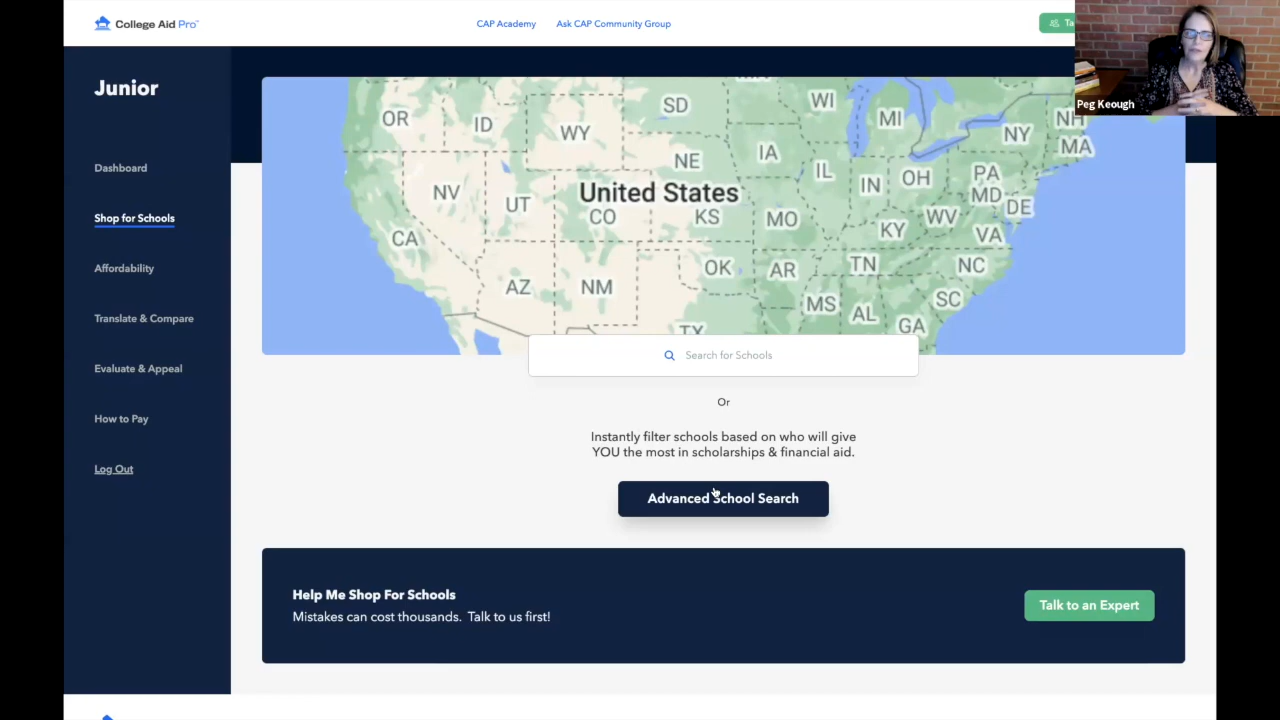 College Aid Pro™
CAP Academy
Ask CAP Community Group
Ta
Peg Keough
Junior
Dashboard
Shop for Schools
Affordability
Translate & Compare
Evaluate & Appeal
How to Pay
Log Out
OR
ID
WY
SD
WI
MI
NY
NH
MA
NV
UT
NE
IA
IL
IN
OH
PA
MD
DE
United States
CO
KS
MO
KY
WV
VA
CA
AZ
NM
OK
AR
TN
NC
TX
MS
AL
GA
SC
Search for Schools
Or
Instantly filter schools based on who will give
YOU the most in scholarships & financial aid.
Advanced School Search
Help Me Shop For Schools
Mistakes can cost thousands. Talk to us first!
Talk to an Expert